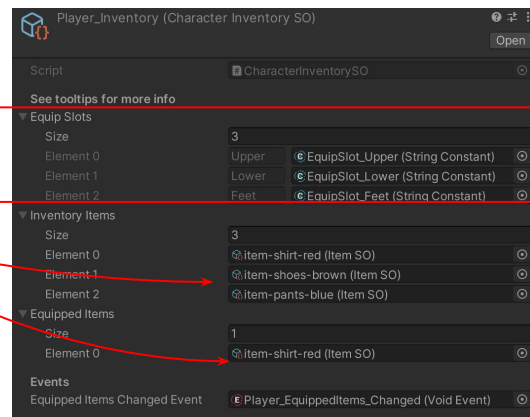 Player_Inventory (Character Inventory SO)
Open
Script CharacterInventorySO
See tooltips for more info
Equip Slots
Size 3
Element 0 Upper EquipSlot_Upper (String Constant)
Element 1 Lower EquipSlot_Lower (String Constant)
Element 2 Feet EquipSlot_Feet (String Constant)
Inventory Items
Size 3
Element 0 item-shirt-red (Item SO)
Element 1 item-shoes-brown (Item SO)
Element 2 item-pants-blue (Item SO)
Equipped Items
Size 1
Element 0 item-shirt-red (Item SO)
Events
Equipped Items Changed Event Player_EquippedItems_Changed (Void Event)